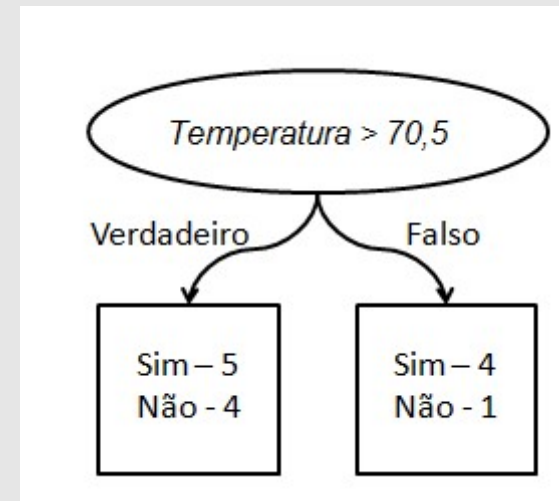 Temperatura > 70,5
Verdadeiro
Falso
Sim – 5
Não - 4
Sim – 4
Não - 1